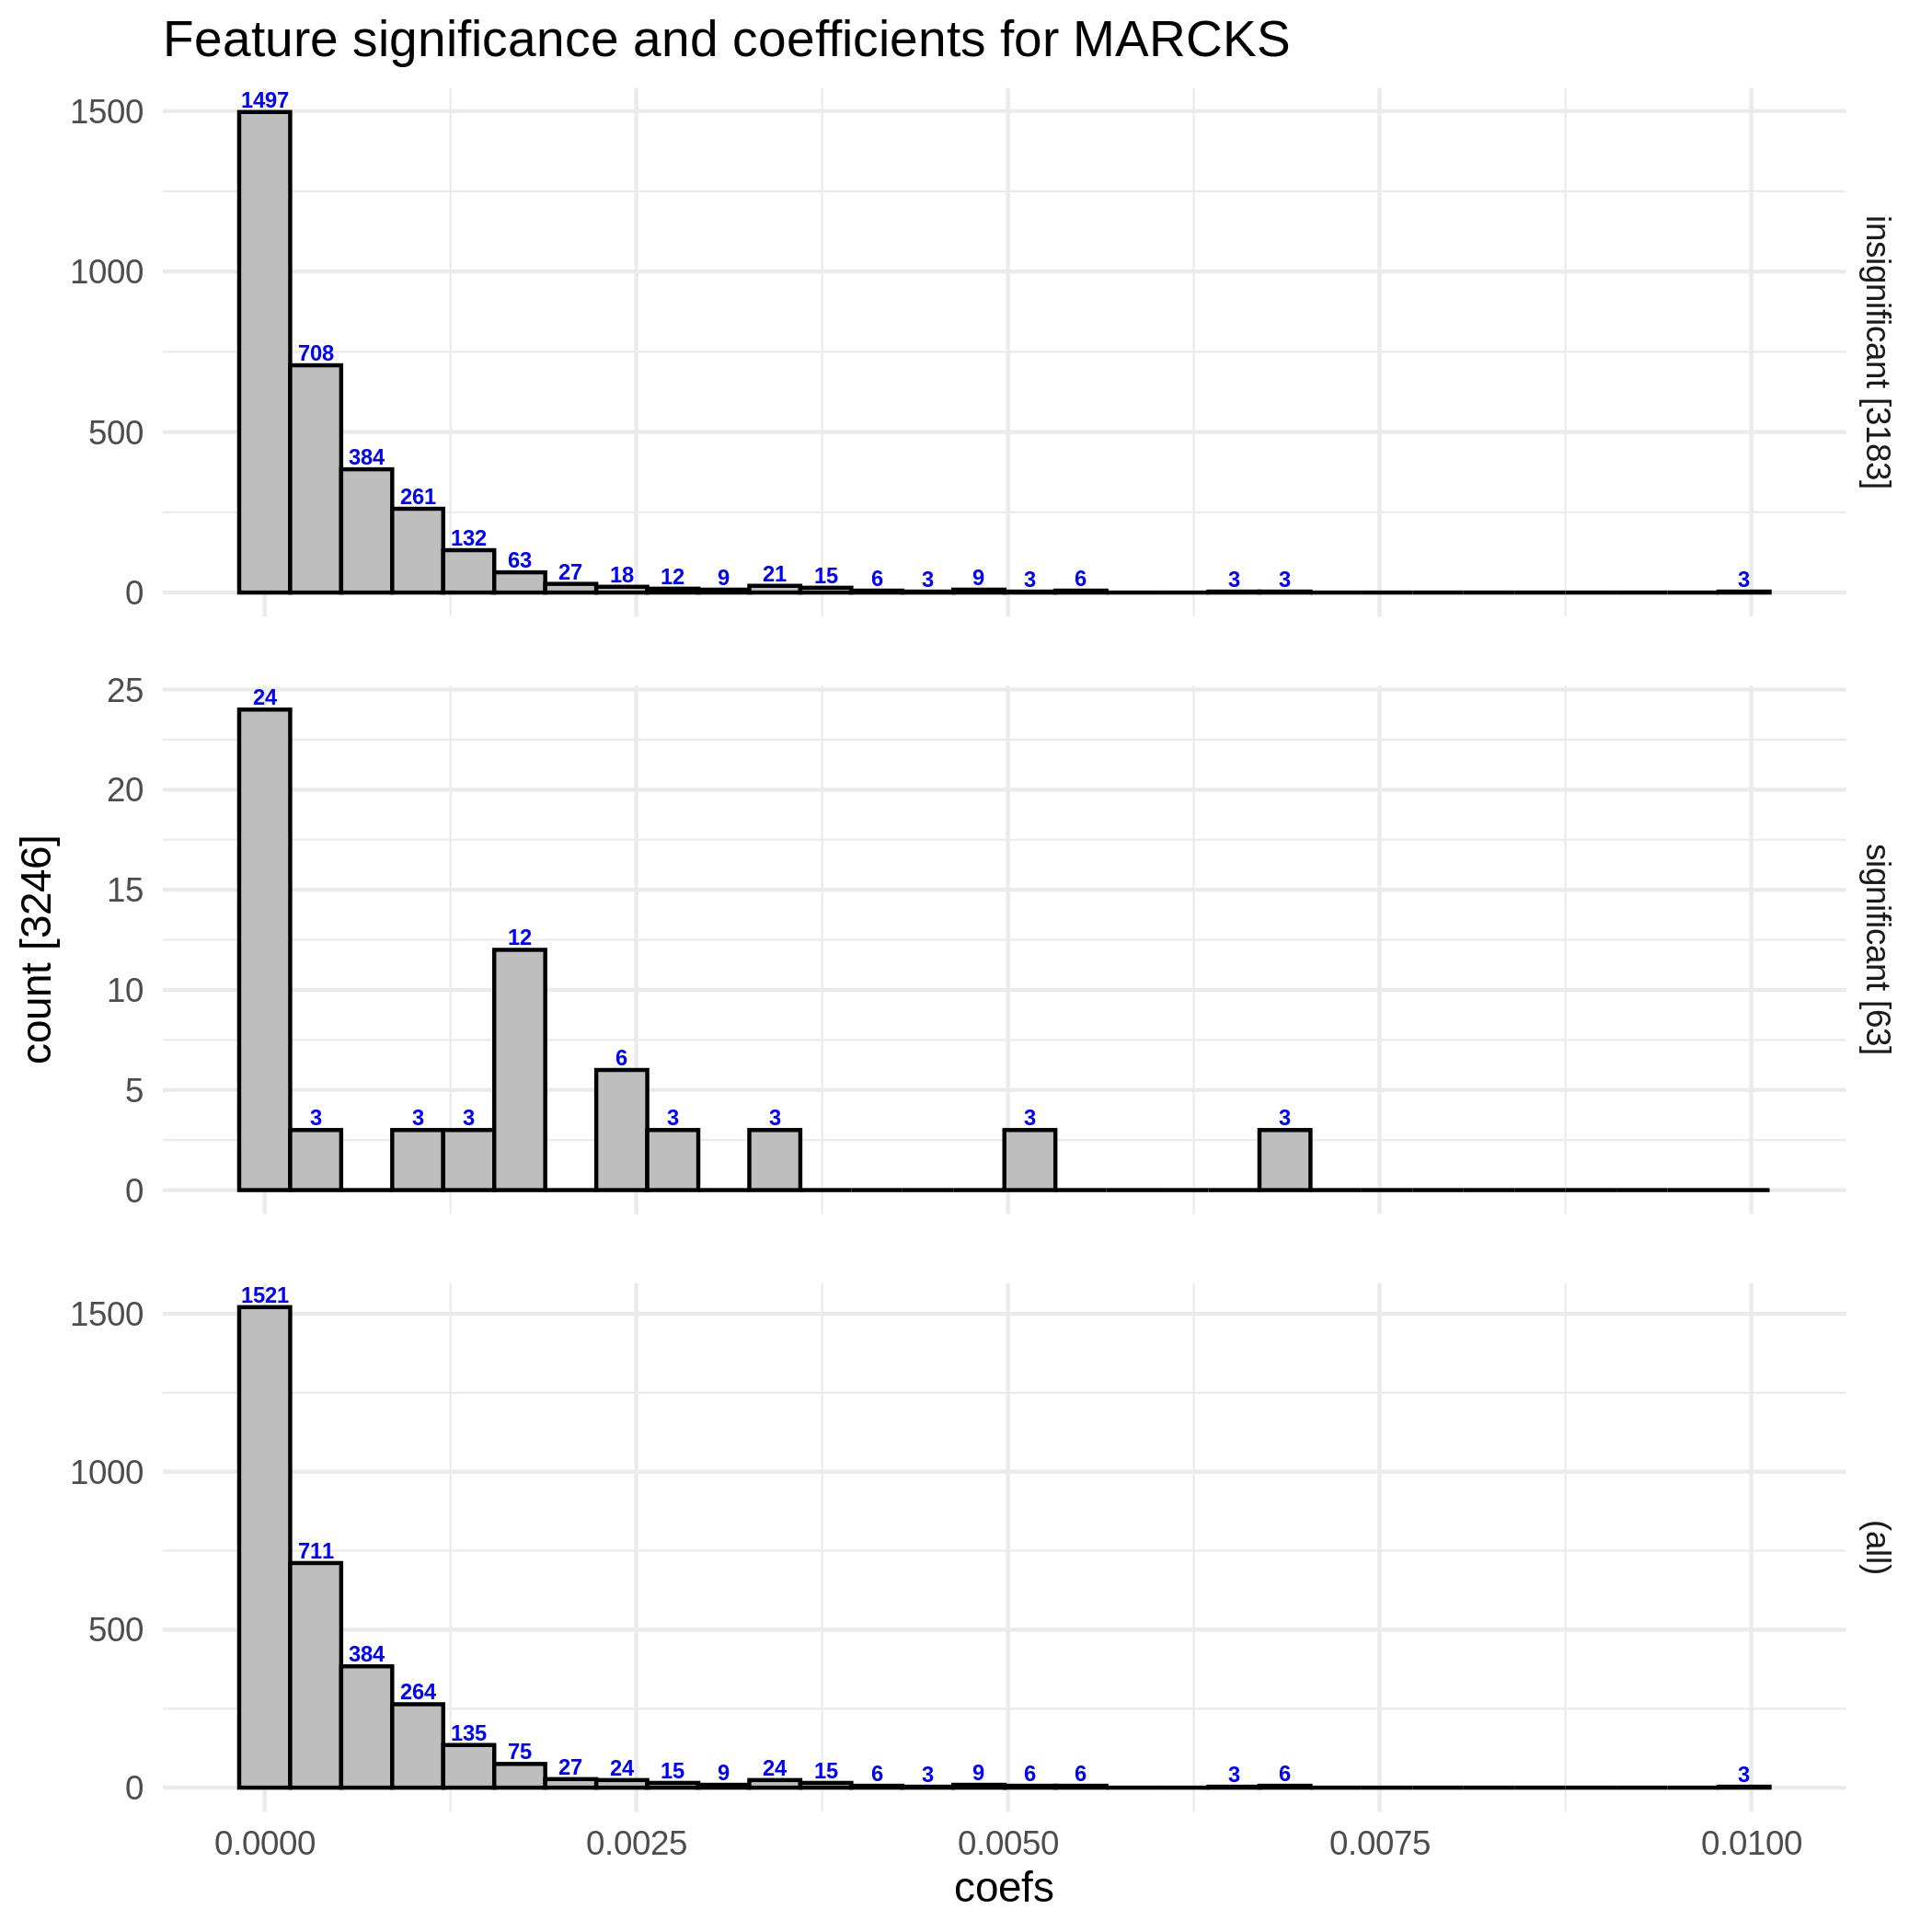 Feature significance and coefficients for MARCKS
1497
1500
708
1000
384
500
261
132
63
27 18 12 9 21 15 6 3 9 3 6 3 3 3
0
insignificant [3183]
25
24
20
15
12
10
6
5
3 3 3 3 3 3 3
0
significant [63]
count [3246]
1521
1500
1000
711
500
384
264
135
75
27 24 15 9 24 15 6 3 9 6 6 3 6 3
0
(all)
0.0000 0.0025 0.0050 0.0075 0.0100
coefs